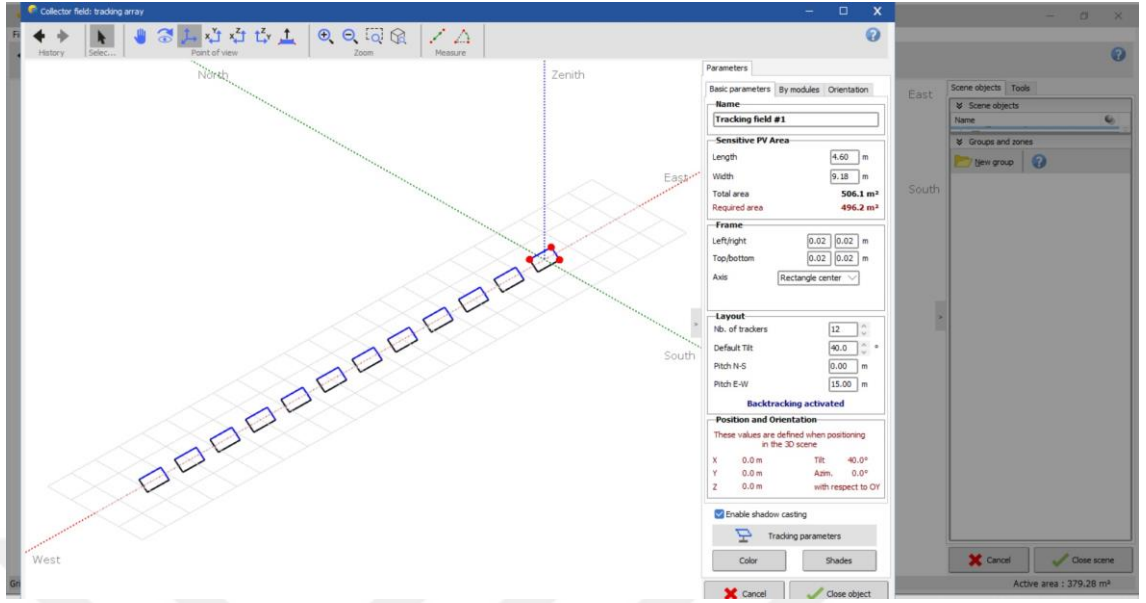 Collector field: tracking array
History
Selec...
Point of view
Zoom
Measure
North
Zenith
East
South
West
Parameters
Basic parameters By modules Orientation
Name
Tracking field #1
Sensitive PV Area
Length 4.60 m
Width 9.18 m
Total area 506.1 m²
Required area 496.2 m²
Frame
Left/right 0.02 0.02 m
Top/bottom 0.02 0.02 m
Axis Rectangle center
Layout
Nb. of trackers 12
Default Tilt 40.0 °
Pitch N-S 0.00 m
Pitch E-W 15.00 m
Backtracking activated
Position and Orientation
These values are defined when positioning
in the 3D scene
X 0.0 m Tilt 40.0°
Y 0.0 m Azim. 0.0°
Z 0.0 m with respect to OY
Enable shadow casting
Tracking parameters
Color Shades
Cancel Close object
East
South
Scene objects Tools
Scene objects
Name
Groups and zones
New group
Cancel Close scene
Active area : 379.28 m²